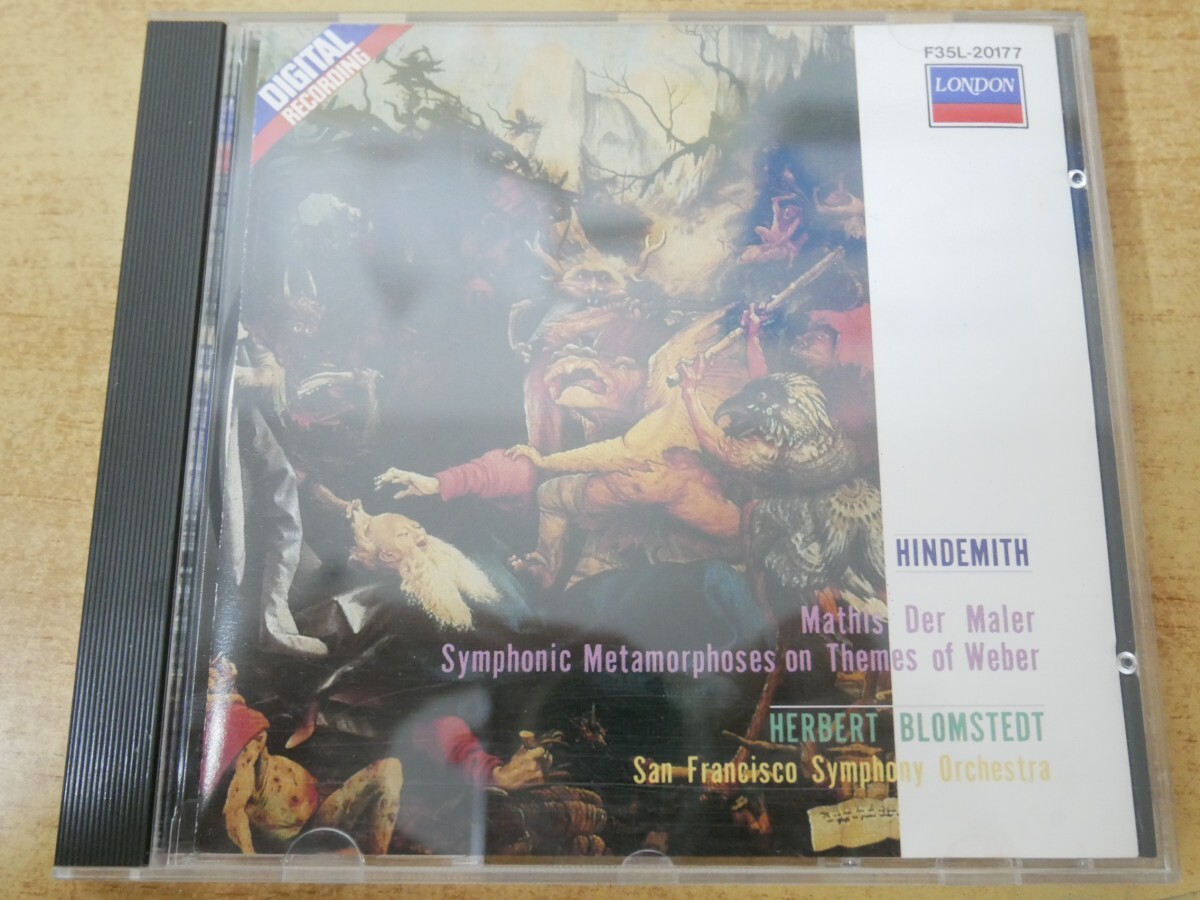 DIGITAL
RECORDING
F35L-20177
LONDON
HINDEMITH
Mathis Der Maler
Symphonic Metamorphoses on Themes of Weber
HERBERT BLOMSTEDT
San Francisco Symphony Orchestra